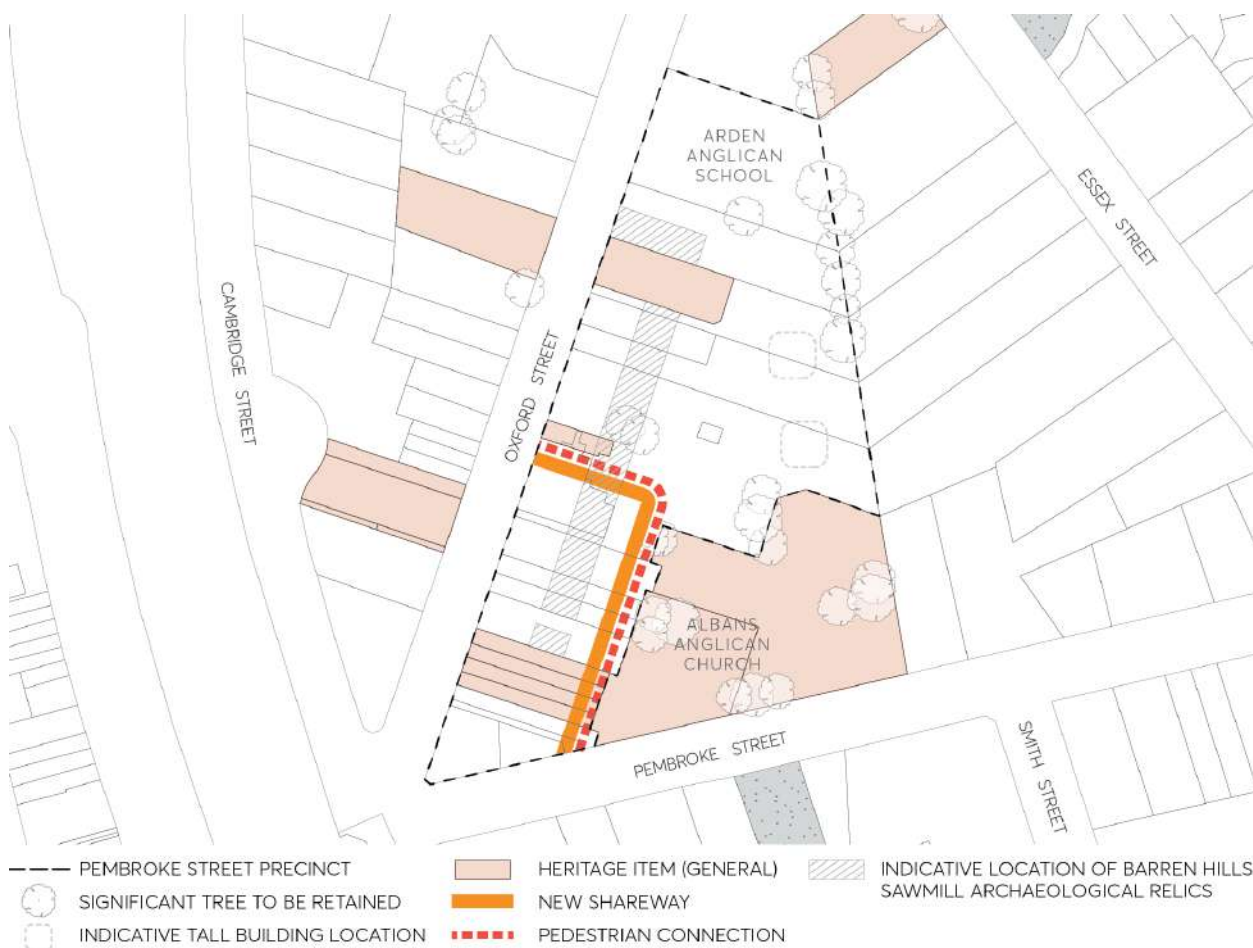 ARDEN
ANGLICAN
SCHOOL
ESSEX STREET
CAMBRIDGE STREET
OXFORD STREET
ALBANS
ANGLICAN
CHURCH
PEMBROKE STREET
SMITH STREET
PEMBROKE STREET PRECINCT
SIGNIFICANT TREE TO BE RETAINED
INDICATIVE TALL BUILDING LOCATION
HERITAGE ITEM (GENERAL)
NEW SHAREWAY
PEDESTRIAN CONNECTION
INDICATIVE LOCATION OF BARREN HILLS
SAWMILL ARCHAEOLOGICAL RELICS